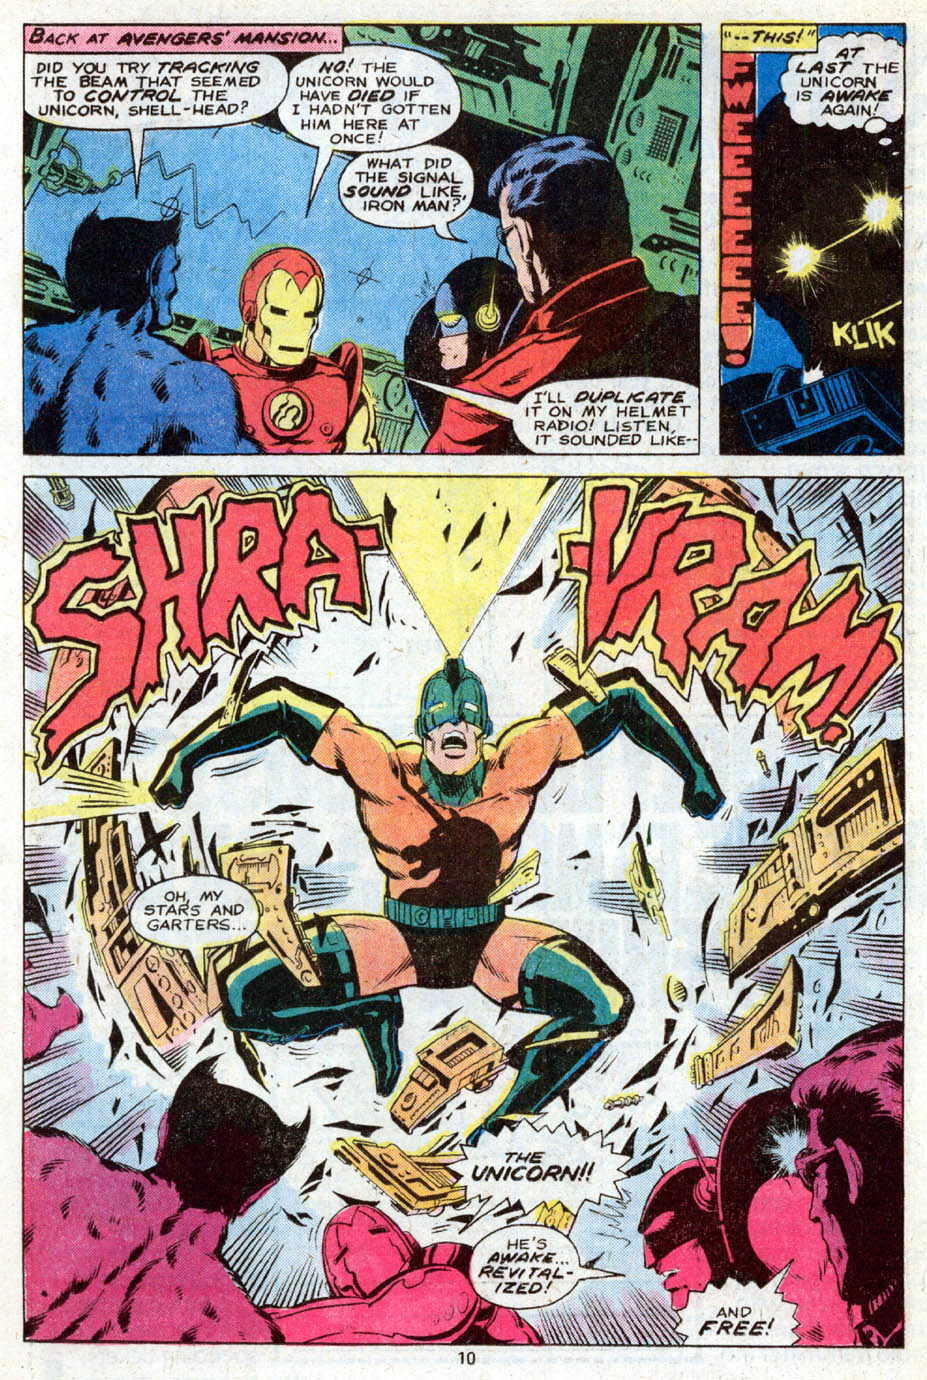 BACK AT AVENGERS' MANSION...
DID YOU TRY TRACKING
THE BEAM THAT SEEMED
TO CONTROL THE
UNICORN, SHELL-HEAD?
NO! THE
UNICORN WOULD
HAVE DIED IF
I HADN'T GOTTEN
HIM HERE AT
ONCE!
WHAT DID
THE SIGNAL
SOUND LIKE,
IRON MAN?
I'LL DUPLICATE
IT ON MY HELMET
RADIO! LISTEN,
IT SOUNDED LIKE--
"--THIS!"
FWEEEEEEE!
AT
LAST THE
UNICORN
IS AWAKE
AGAIN!
KLIK
SHRA-
VRAM!
OH, MY
STARS AND
GARTERS...
THE
UNICORN!!
HE'S
AWAKE...
REVITAL-
IZED!
AND
FREE!
10